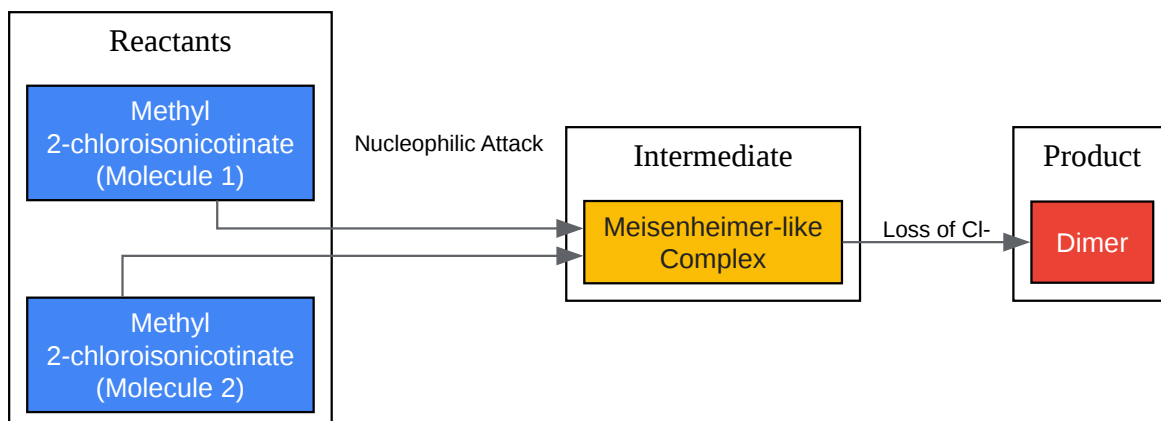 Reactants
Methyl
2-chloroisonicotinate
(Molecule 1)
Methyl
2-chloroisonicotinate
(Molecule 2)
Nucleophilic Attack
Intermediate
Meisenheimer-like
Complex
Loss of Cl-
Product
Dimer